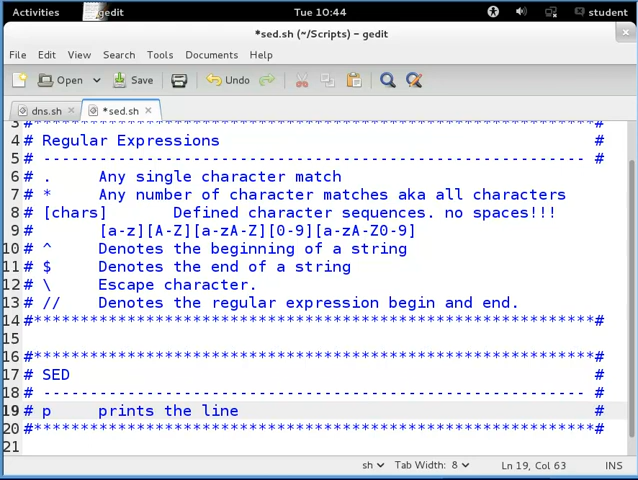 Activities gedit Tue 10:44 student
*sed.sh (~/Scripts) - gedit
File Edit View Search Tools Documents Help
Open Save Undo
dns.sh *sed.sh
3 #***********************************************************#
4 # Regular Expressions #
5 # ---------------------------------------------------------- #
6 # . Any single character match
7 # * Any number of character matches aka all characters
8 # [chars] Defined character sequences. no spaces!!!
9 # [a-z][A-Z][a-zA-Z][0-9][a-zA-Z0-9]
10 # ^ Denotes the beginning of a string
11 # $ Denotes the end of a string
12 # \ Escape character.
13 # // Denotes the regular expression begin and end.
14 #***********************************************************#
15
16 #***********************************************************#
17 # SED #
18 # ---------------------------------------------------------- #
19 # p prints the line #
20 #***********************************************************#
21
sh Tab Width: 8 Ln 19, Col 63 INS